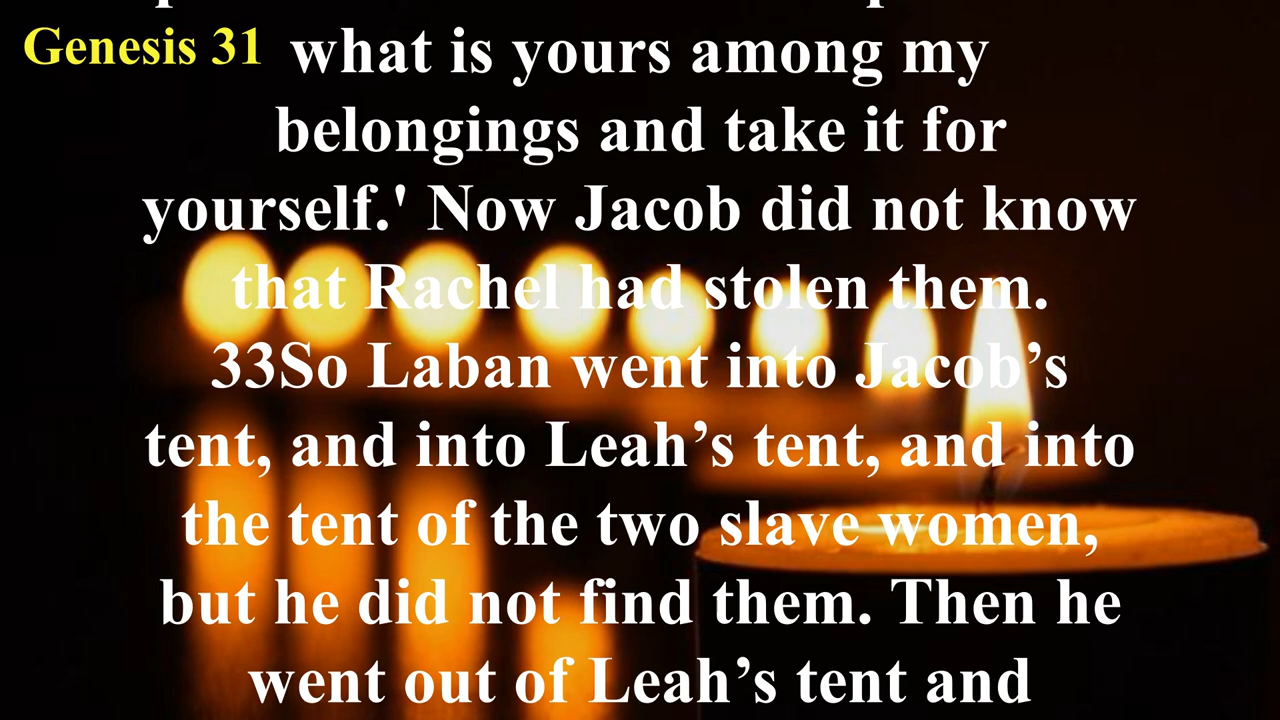 Genesis 31
what is yours among my
belongings and take it for
yourself.' Now Jacob did not know
that Rachel had stolen them.
33So Laban went into Jacob’s
tent, and into Leah’s tent, and into
the tent of the two slave women,
but he did not find them. Then he
went out of Leah’s tent and